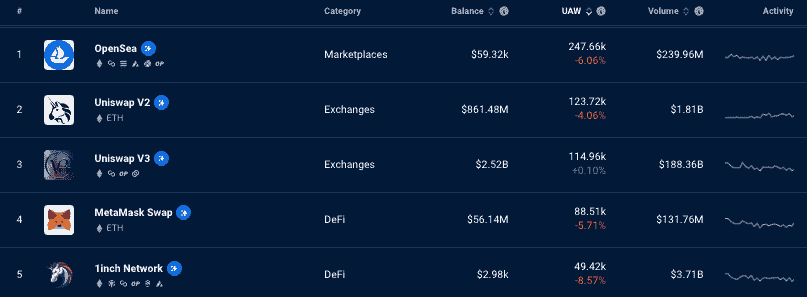 # Name Category Balance UAW Volume Activity
1 OpenSea Marketplaces $59.32k 247.66k $239.96M
OP -6.06%
2 Uniswap V2 Exchanges $861.48M 123.72k $1.81B
ETH -4.06%
3 Uniswap V3 Exchanges $2.52B 114.96k $188.36B
OP +0.10%
4 MetaMask Swap DeFi $56.14M 88.51k $131.76M
ETH -5.71%
5 1inch Network DeFi $2.98k 49.42k $3.71B
OP -8.57%